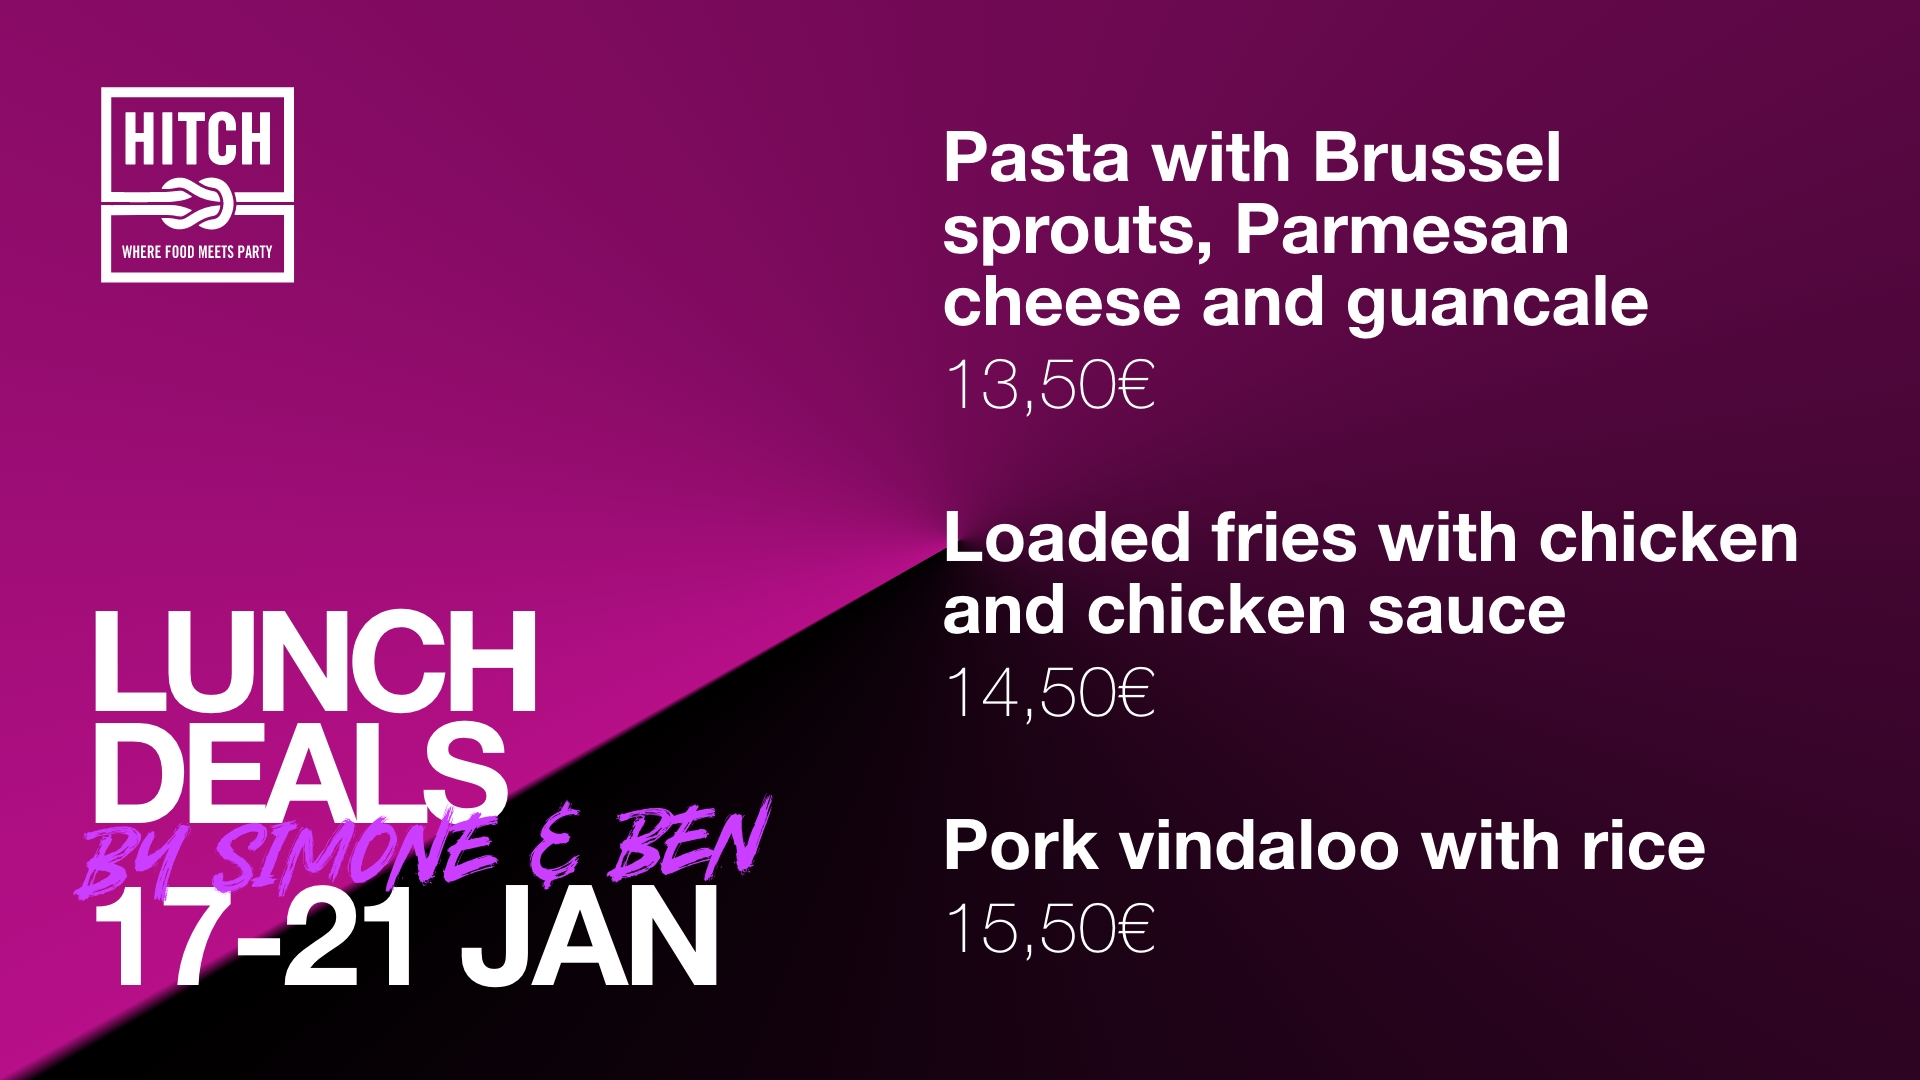 HITCH
WHERE FOOD MEETS PARTY
LUNCH
DEALS
BY SIMONE & BEN
17-21 JAN
Pasta with Brussel
sprouts, Parmesan
cheese and guancale
13,50€
Loaded fries with chicken
and chicken sauce
14,50€
Pork vindaloo with rice
15,50€